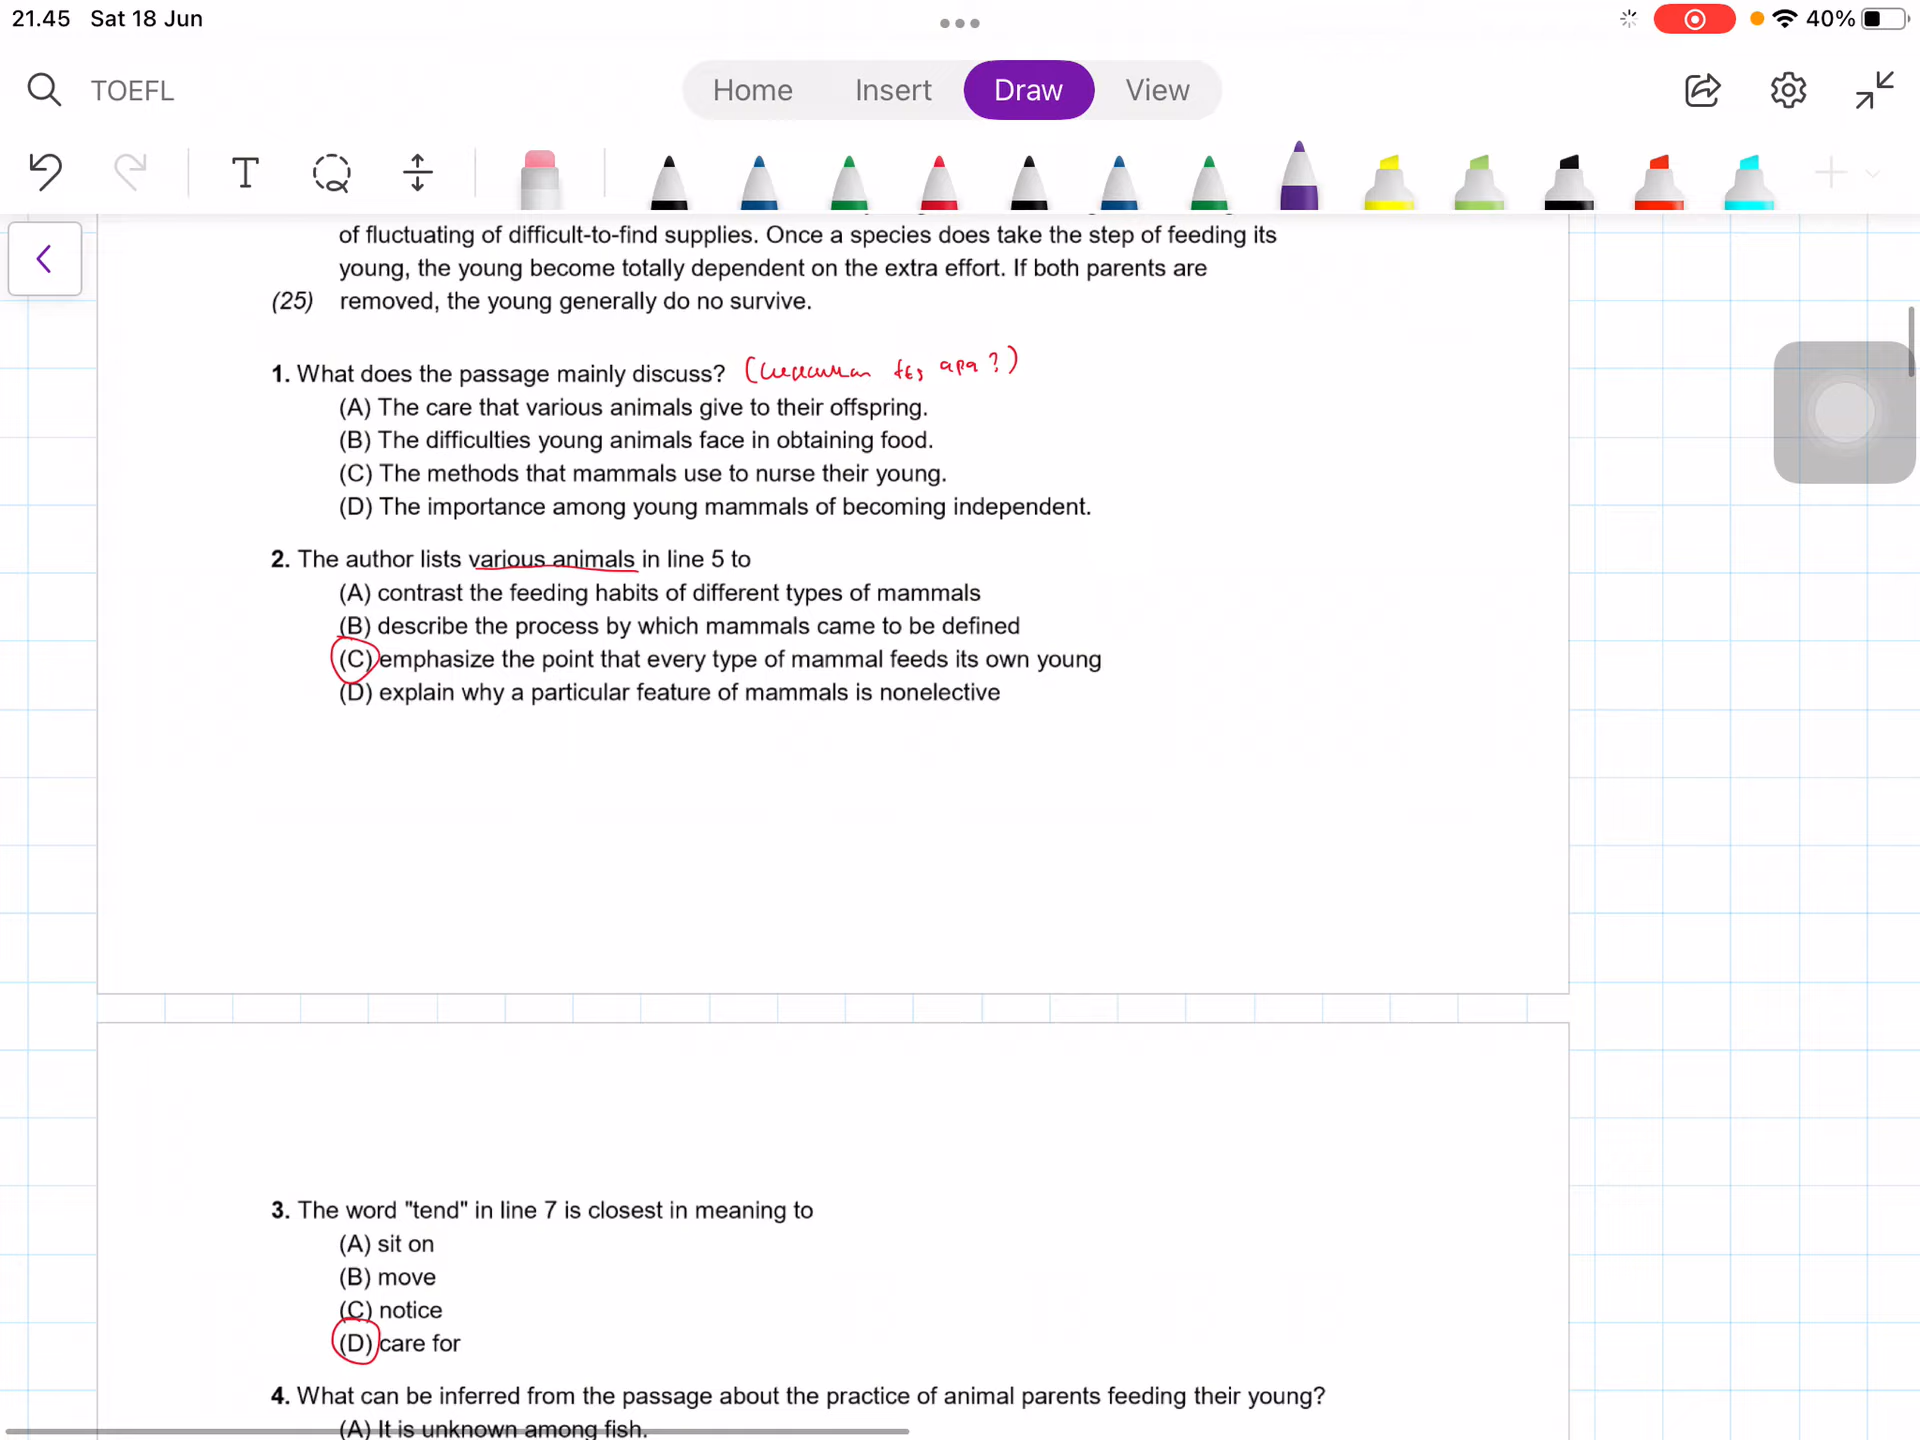 21.45 Sat 18 Jun
40%
TOEFL
Home Insert Draw View
T
of fluctuating of difficult-to-find supplies. Once a species does take the step of feeding its
young, the young become totally dependent on the extra effort. If both parents are
(25) removed, the young generally do no survive.
1. What does the passage mainly discuss? ( apa?)
(A) The care that various animals give to their offspring.
(B) The difficulties young animals face in obtaining food.
(C) The methods that mammals use to nurse their young.
(D) The importance among young mammals of becoming independent.
2. The author lists various animals in line 5 to
(A) contrast the feeding habits of different types of mammals
(B) describe the process by which mammals came to be defined
(C) emphasize the point that every type of mammal feeds its own young
(D) explain why a particular feature of mammals is nonelective
3. The word "tend" in line 7 is closest in meaning to
(A) sit on
(B) move
(C) notice
(D) care for
4. What can be inferred from the passage about the practice of animal parents feeding their young?
(A) It is unknown among fish.